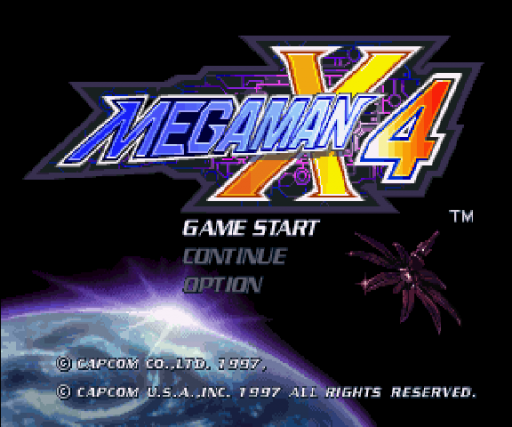 MEGAMAN X4
TM
GAME START
CONTINUE
OPTION
© CAPCOM CO.,LTD. 1997,
© CAPCOM U.S.A.,INC. 1997 ALL RIGHTS RESERVED.